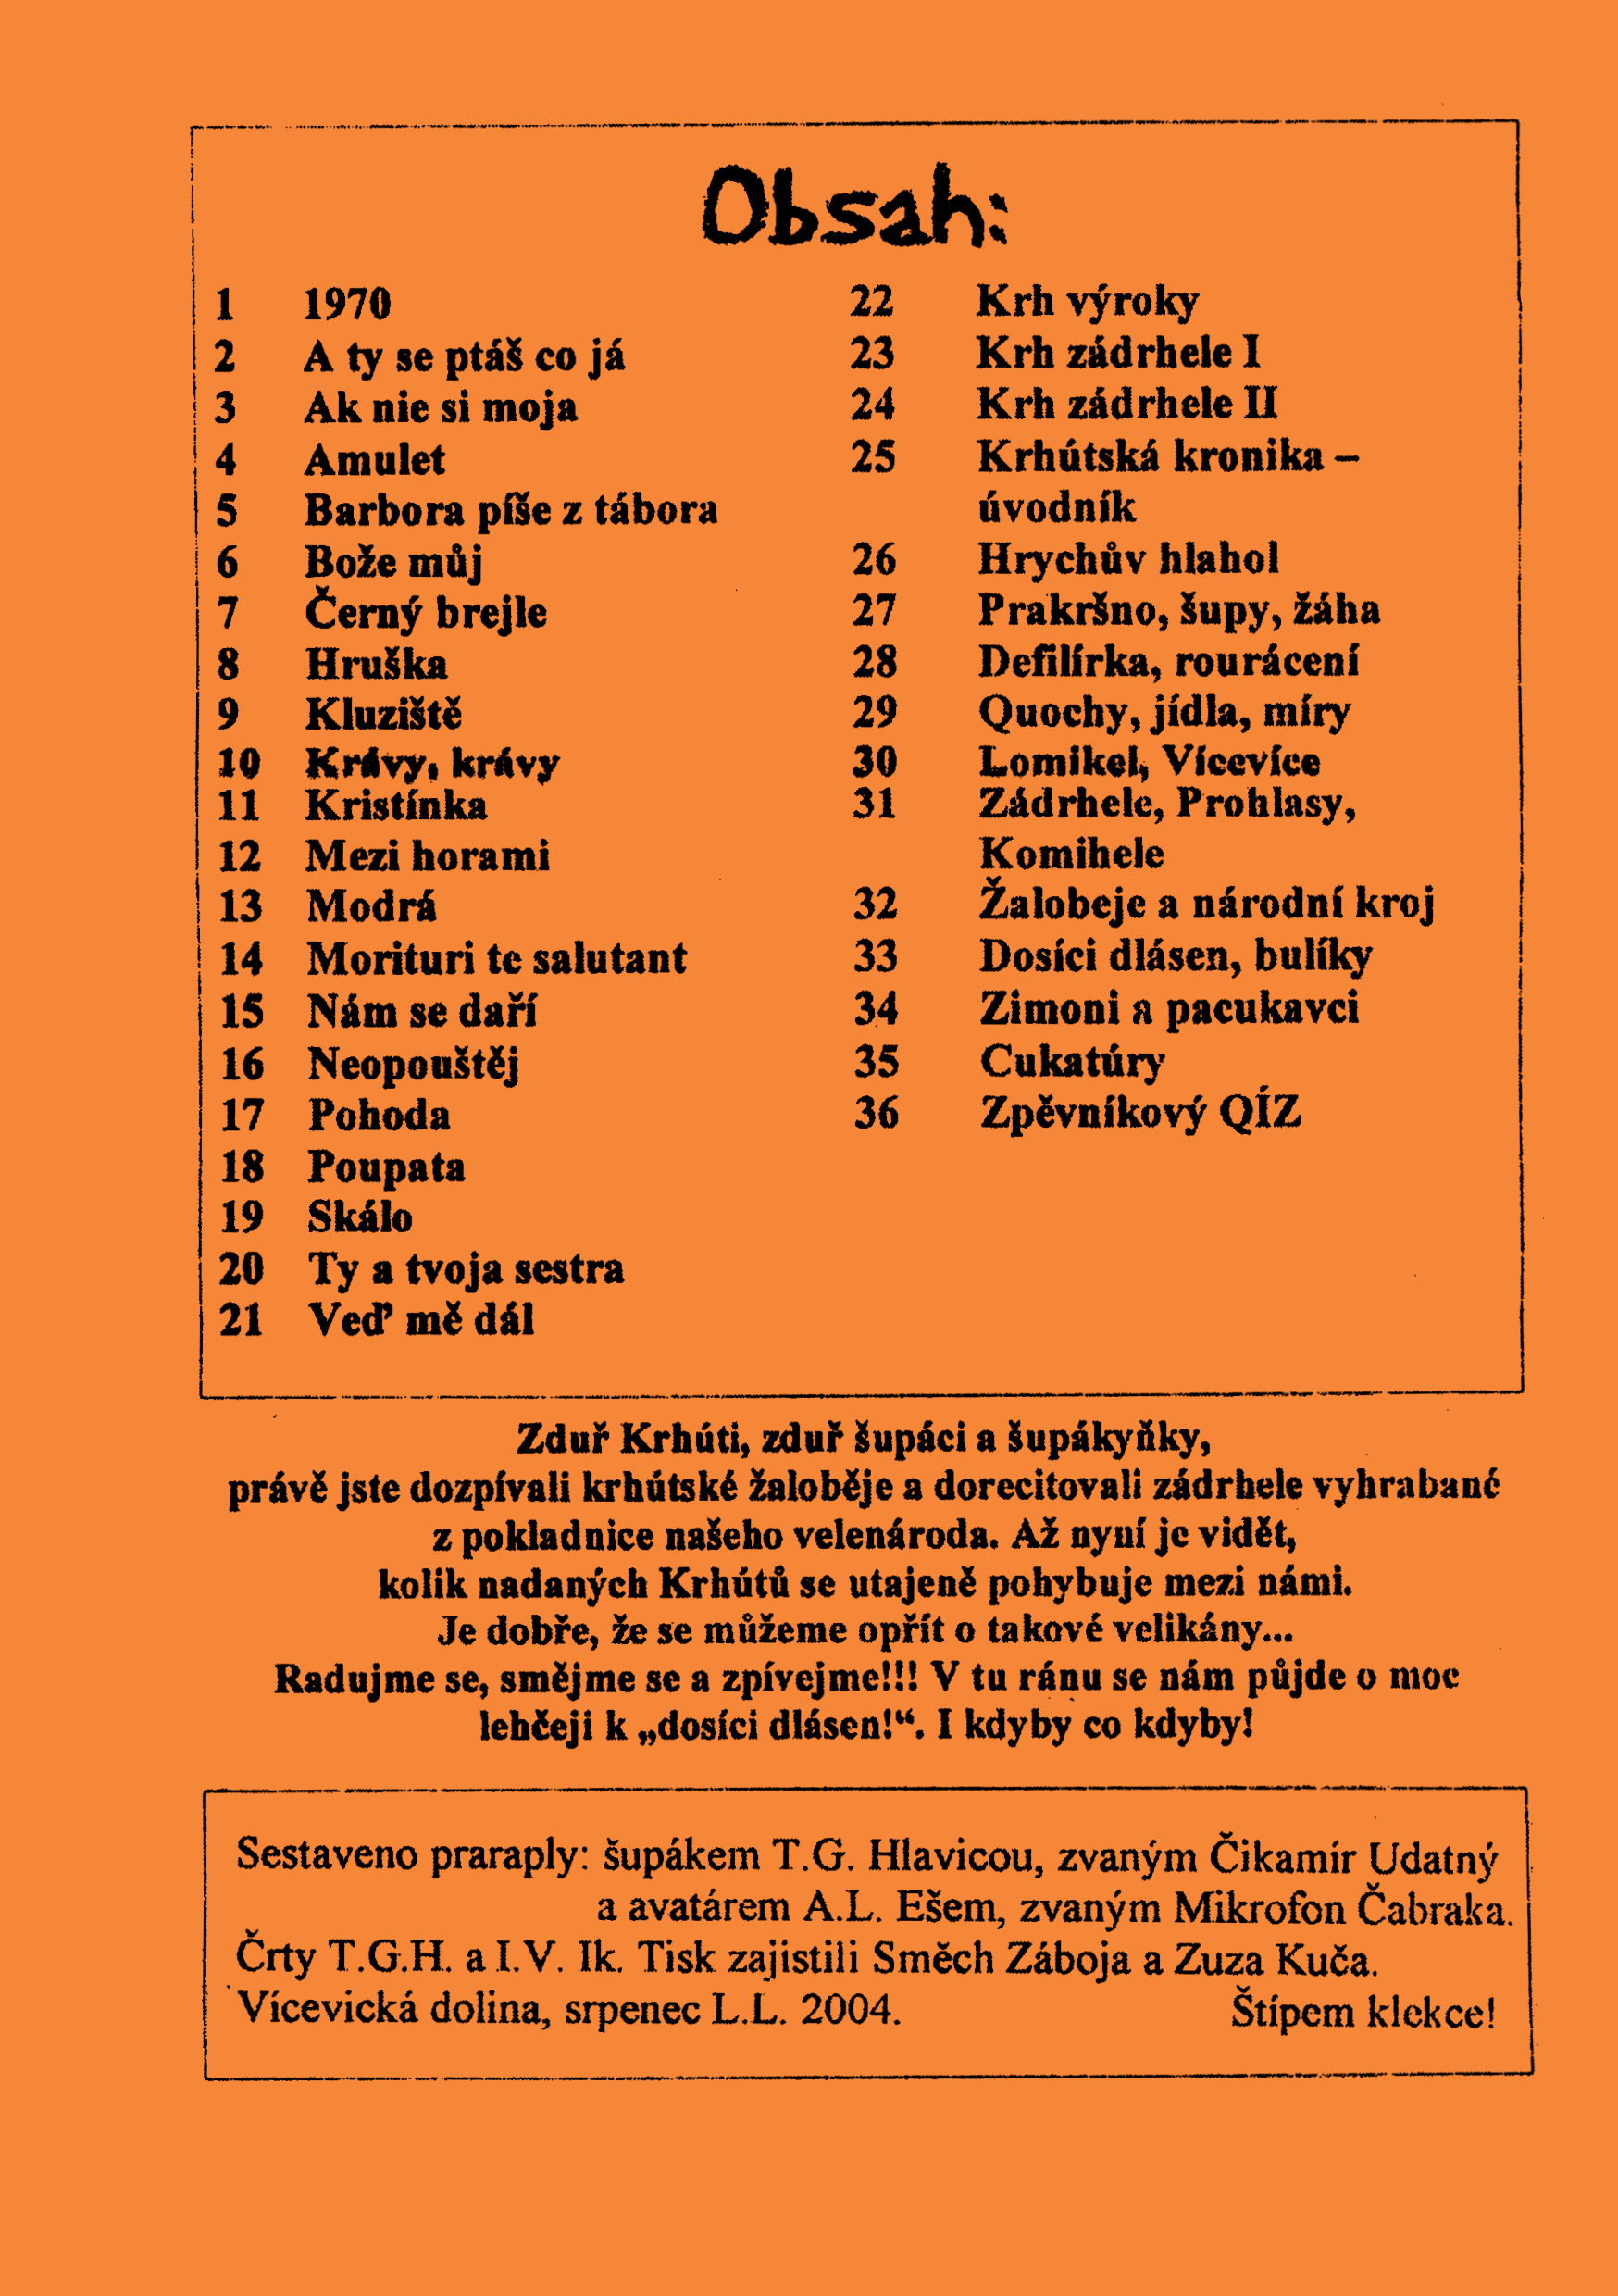 Obsah:
1 1970
2 A ty se ptáš co já
3 Ak nie si moja
4 Amulet
5 Barbora píše z tábora
6 Bože můj
7 Černý brejle
8 Hruška
9 Kluziště
10 Krávy, krávy
11 Kristínka
12 Mezi horami
13 Modrá
14 Morituri te salutant
15 Nám se daří
16 Neopouštěj
17 Pohoda
18 Poupata
19 Skálo
20 Ty a tvoja sestra
21 Veď mě dál
22 Krh výroky
23 Krh zádrhele I
24 Krh zádrhele II
25 Krhútská kronika –
úvodník
26 Hrychův hlahol
27 Prakršno, šupy, žáha
28 Defilírka, rourácení
29 Quochy, jídla, míry
30 Lomikel, Vícevíce
31 Zádrhele, Prohlasy,
Komihele
32 Žalobeje a národní kroj
33 Dosíci dlásen, bulíky
34 Zimoni a pacukavci
35 Cukatúry
36 Zpěvníkový QÍZ
Zduř Krhúti, zduř šupáci a šupákyňky,
právě jste dozpívali krhútské žaloběje a dorecitovali zádrhele vyhrabané
z pokladnice našeho velenároda. Až nyní je vidět,
kolik nadaných Krhútů se utajeně pohybuje mezi námi.
Je dobře, že se můžeme opřít o takové velikány...
Radujme se, smějme se a zpívejme!!! V tu ránu se nám půjde o moc
lehčeji k „dosíci dlásen!“. I kdyby co kdyby!
Sestaveno praraply: šupákem T.G. Hlavicou, zvaným Čikamír Udatný
a avatárem A.L. Ešem, zvaným Mikrofon Čabraka.
Črty T.G.H. a I.V. Ik. Tisk zajistili Směch Záboja a Zuza Kuča.
Vícevická dolina, srpenec L.L. 2004. Štípem klekce!